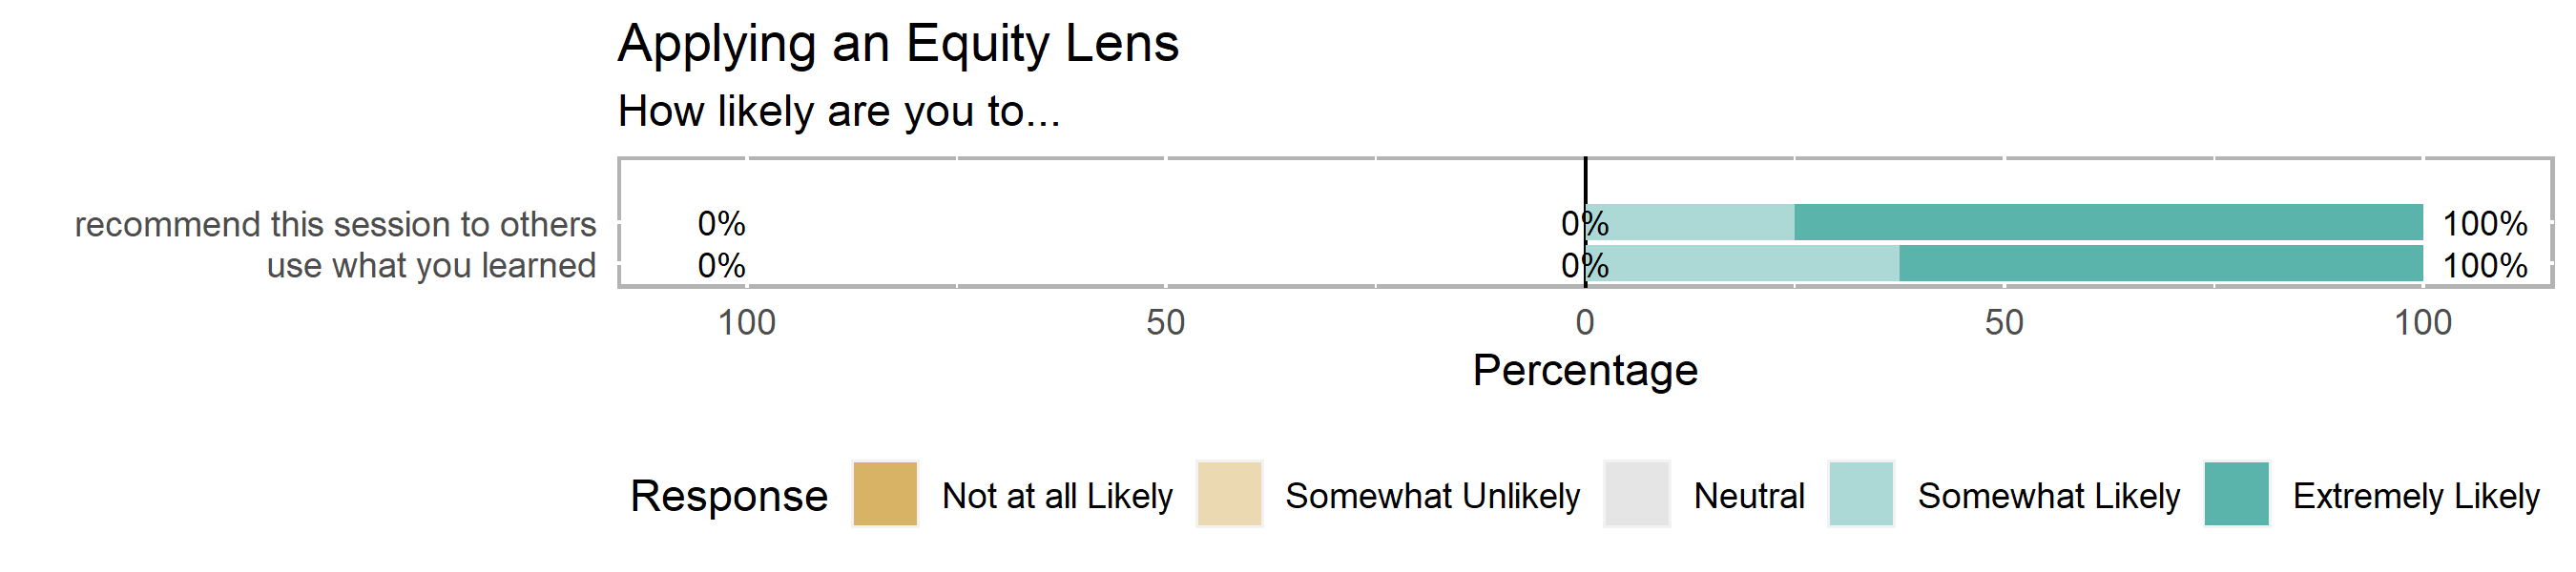 Applying an Equity Lens
How likely are you to...
recommend this session to others 0% 0% 100%
use what you learned 0% 0% 100%
100 50 0 50 100
Percentage
Response Not at all Likely Somewhat Unlikely Neutral Somewhat Likely Extremely Likely